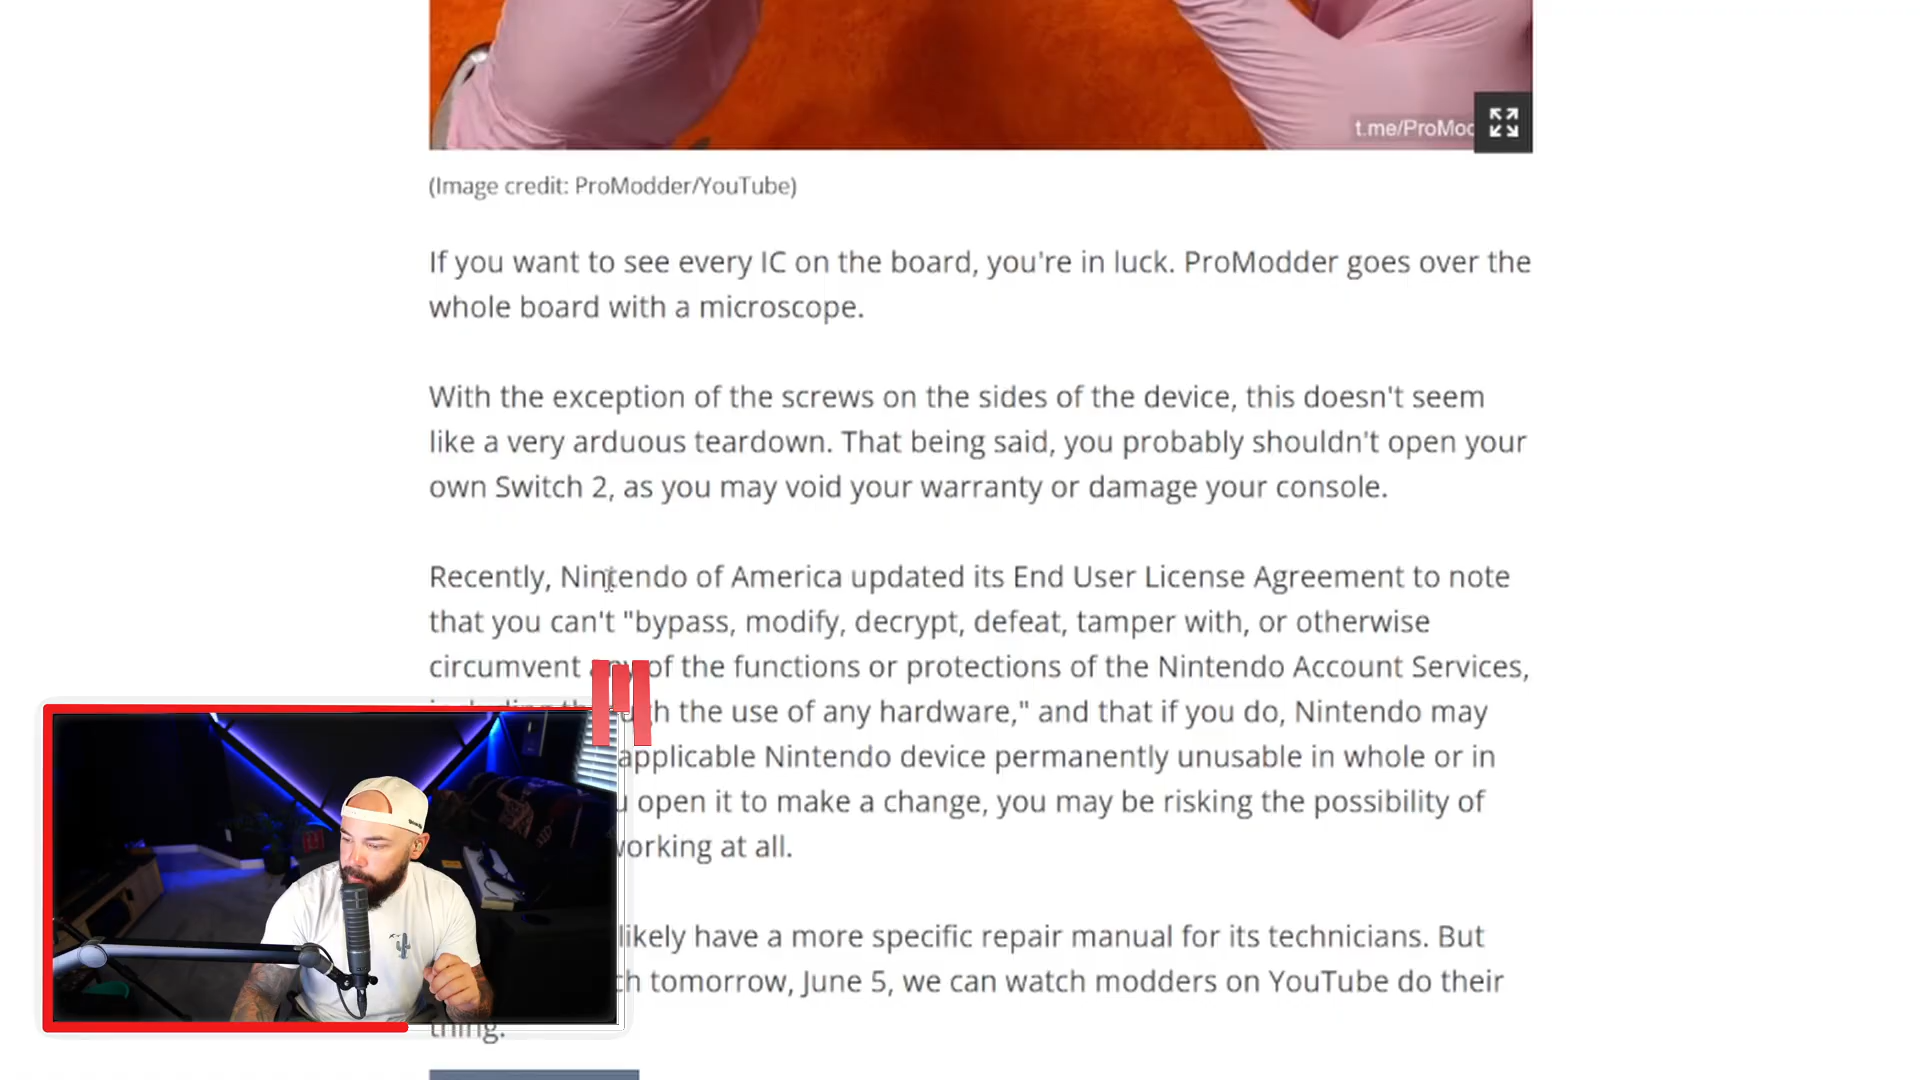 t.me/ProMod
(Image credit: ProModder/YouTube)
If you want to see every IC on the board, you're in luck. ProModder goes over the
whole board with a microscope.
With the exception of the screws on the sides of the device, this doesn't seem
like a very arduous teardown. That being said, you probably shouldn't open your
own Switch 2, as you may void your warranty or damage your console.
Recently, Nintendo of America updated its End User License Agreement to note
that you can't "bypass, modify, decrypt, defeat, tamper with, or otherwise
circumvent any of the functions or protections of the Nintendo Account Services,
the use of any hardware," and that if you do, Nintendo may
applicable Nintendo device permanently unusable in whole or in
open it to make a change, you may be risking the possibility of
working at all.
likely have a more specific repair manual for its technicians. But
tomorrow, June 5, we can watch modders on YouTube do their
thing.